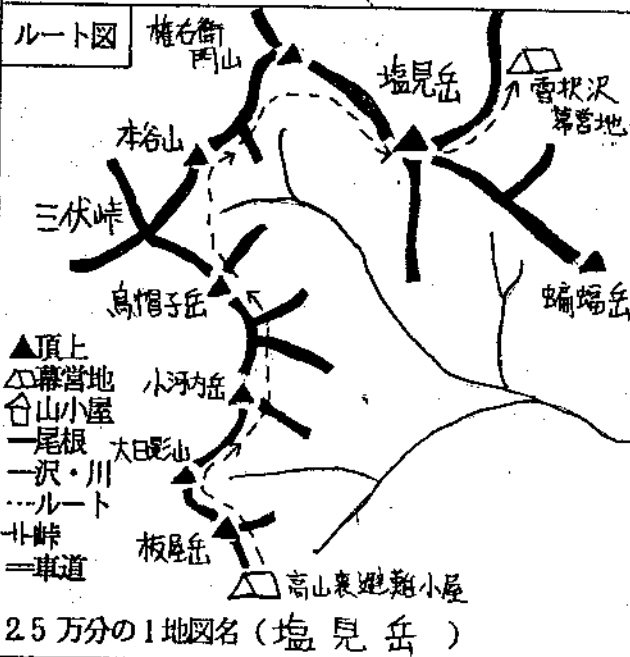 ルート図
権右衛
門山
塩見岳
雪投沢
幕営地
本谷山
三伏峠
烏帽子岳
蝙蝠岳
▲頂上
幕営地
山小屋
小河内岳
ー尾根
大日影山
ー沢・川
…ルート
峠
板屋岳
＝車道
高山裏避難小屋
25万分の1地図名(塩見岳)